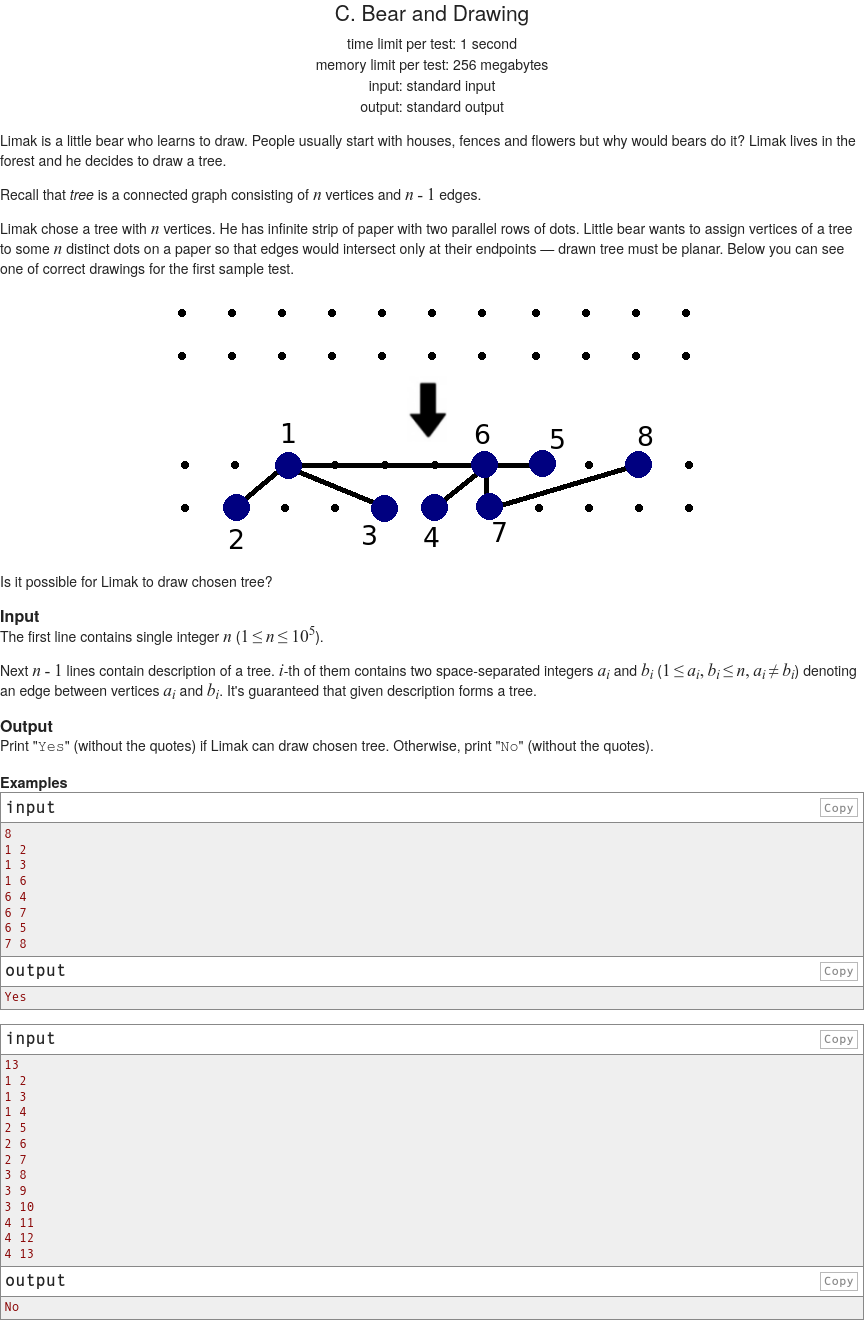 C. Bear and Drawing
time limit per test: 1 second
memory limit per test: 256 megabytes
input: standard input
output: standard output
Limak is a little bear who learns to draw. People usually start with houses, fences and flowers but why would bears do it? Limak lives in the
forest and he decides to draw a tree.
Recall that tree is a connected graph consisting of n vertices and n - 1 edges.
Limak chose a tree with n vertices. He has infinite strip of paper with two parallel rows of dots. Little bear wants to assign vertices of a tree
to some n distinct dots on a paper so that edges would intersect only at their endpoints — drawn tree must be planar. Below you can see
one of correct drawings for the first sample test.
1 6 5 8
2 3 4 7
Is it possible for Limak to draw chosen tree?
Input
The first line contains single integer n (1 ≤ n ≤ 10^5).
Next n - 1 lines contain description of a tree. i-th of them contains two space-separated integers a_i and b_i (1 ≤ a_i, b_i ≤ n, a_i ≠ b_i) denoting
an edge between vertices a_i and b_i. It's guaranteed that given description forms a tree.
Output
Print "Yes" (without the quotes) if Limak can draw chosen tree. Otherwise, print "No" (without the quotes).
Examples
input Copy
8
1 2
1 3
1 6
6 4
6 7
6 5
7 8
output Copy
Yes
input Copy
13
1 2
1 3
1 4
2 5
2 6
2 7
3 8
3 9
3 10
4 11
4 12
4 13
output Copy
No